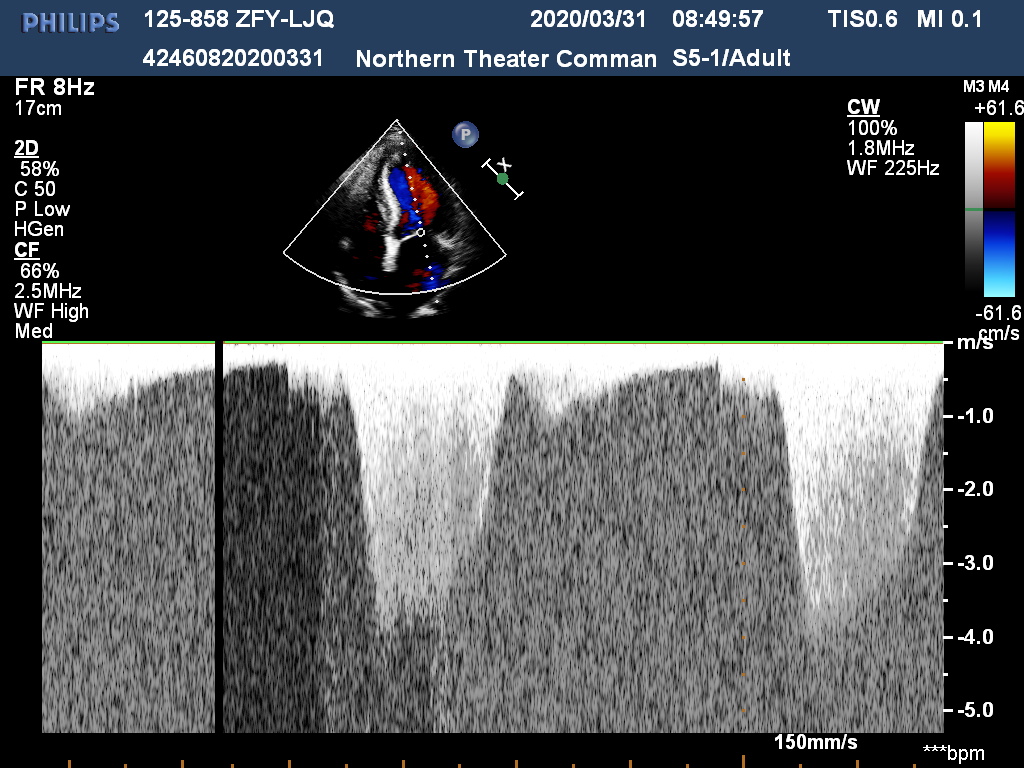 PHILIPS 125-858 ZFY-LJQ 2020/03/31 08:49:57 TIS0.6 MI 0.1
42460820200331 Northern Theater Comman S5-1/Adult
FR 8Hz
17cm
2D
58%
C 50
P Low
HGen
CF
66%
2.5MHz
WF High
Med
P
X
CW
100%
1.8MHz
WF 225Hz
M3 M4
+61.6
-61.6
cm/s
m/s
-1.0
-2.0
-3.0
-4.0
-5.0
150mm/s
***bpm